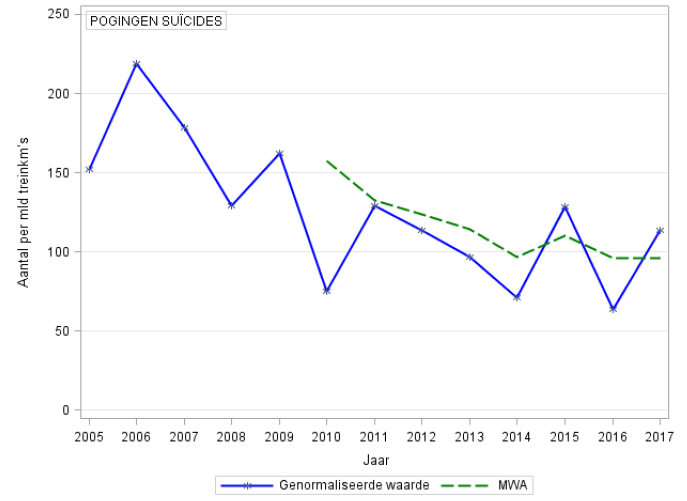 POGINGEN SUÏCIDES
250
200
150
100
50
0
Aantal per mld treinkm's
2005 2006 2007 2008 2009 2010 2011 2012 2013 2014 2015 2016 2017
Jaar
Genormaliseerde waarde MWA